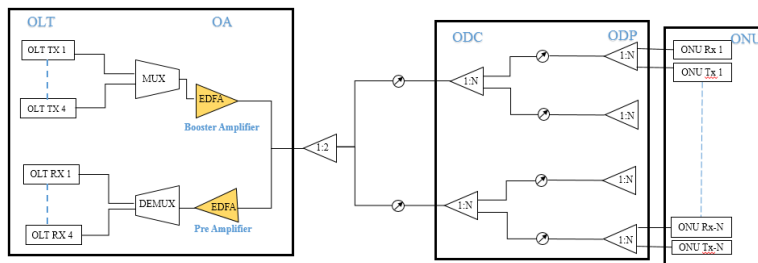 OLT OA
OLT TX 1
MUX
EDFA
OLT TX 4
Booster Amplifier
OLT RX 1
DEMUX
EDFA
OLT RX 4
Pre Amplifier
1:2
ODC ODP
1:N
1:N
1:N
1:N
1:N
1:N
ONU
ONU Rx 1
ONU Tx 1
ONU Rx-N
ONU Tx-N